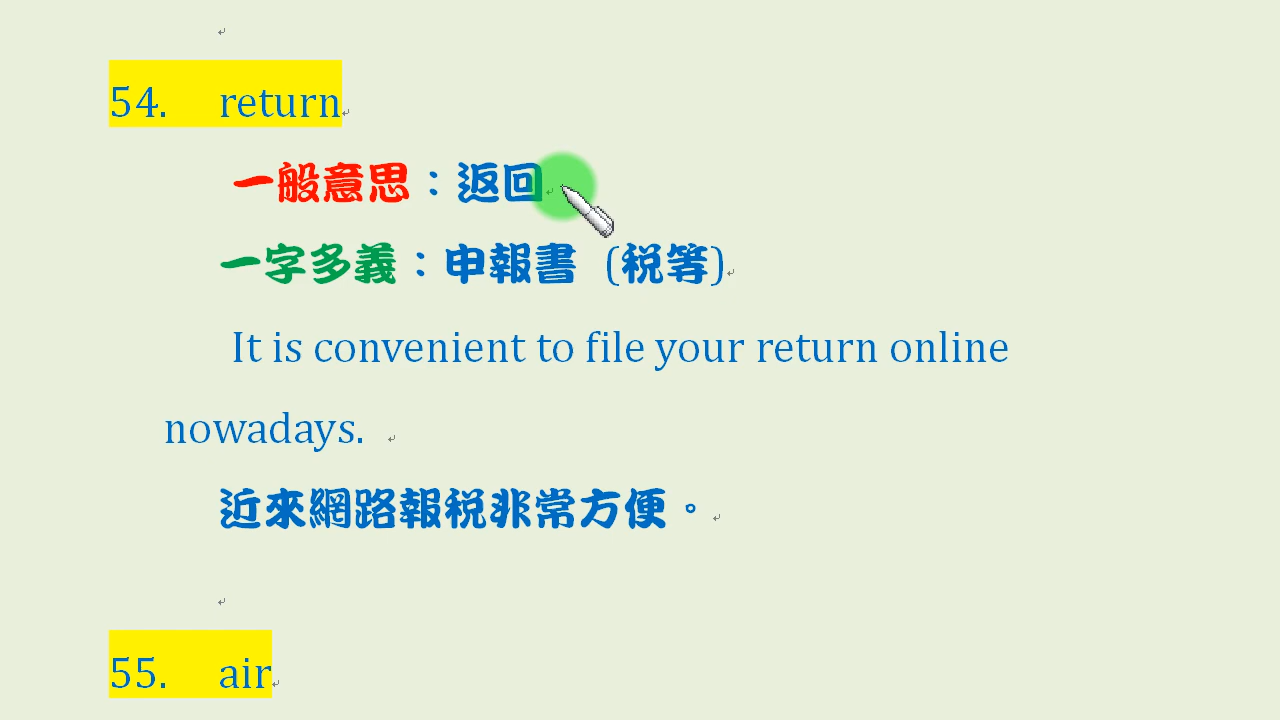 54. return
一般意思：返回
一字多義：申報書 (稅等)
It is convenient to file your return online
nowadays.
近來網路報稅非常方便。
55. air